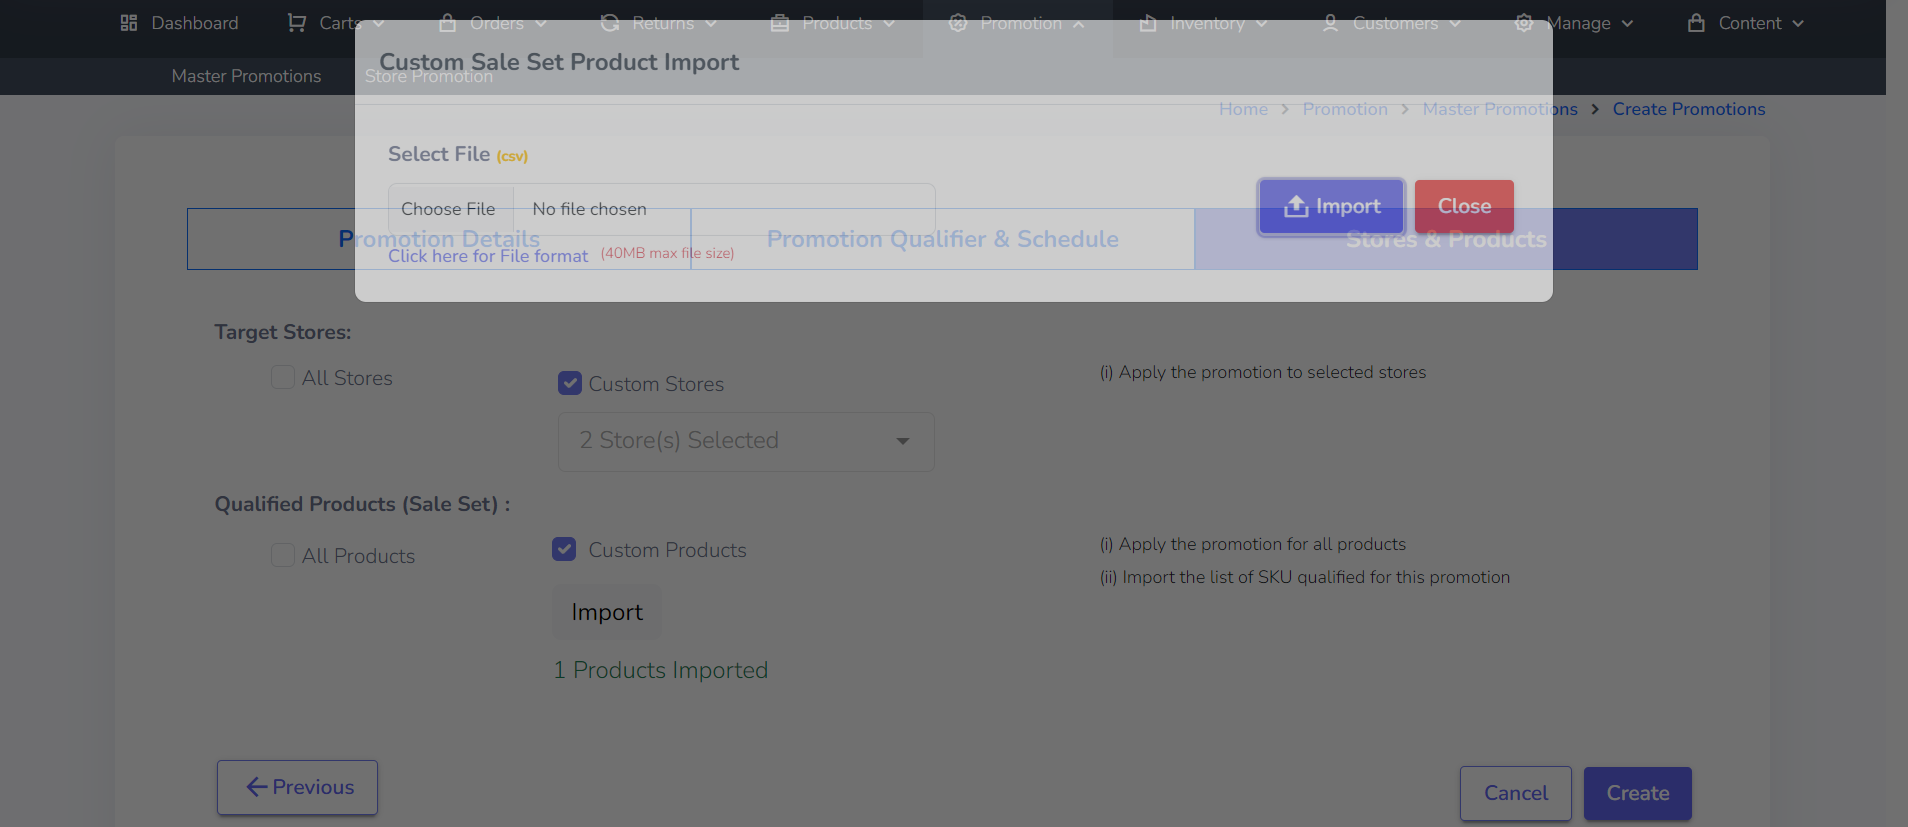 Dashboard Carts Orders Returns Products Promotion Inventory Customers Manage Content
Custom Sale Set Product Import
Master Promotions Store Promotion
Home > Promotion > Master Promotions > Create Promotions
Select File (csv)
Choose File No file chosen
Import Close
Promotion Details Promotion Qualifier & Schedule Stores & Products
Click here for File format (40MB max file size)
Target Stores:
All Stores Custom Stores (i) Apply the promotion to selected stores
2 Store(s) Selected
Qualified Products (Sale Set) :
All Products Custom Products (i) Apply the promotion for all products
(ii) Import the list of SKU qualified for this promotion
Import
1 Products Imported
Previous Cancel Create